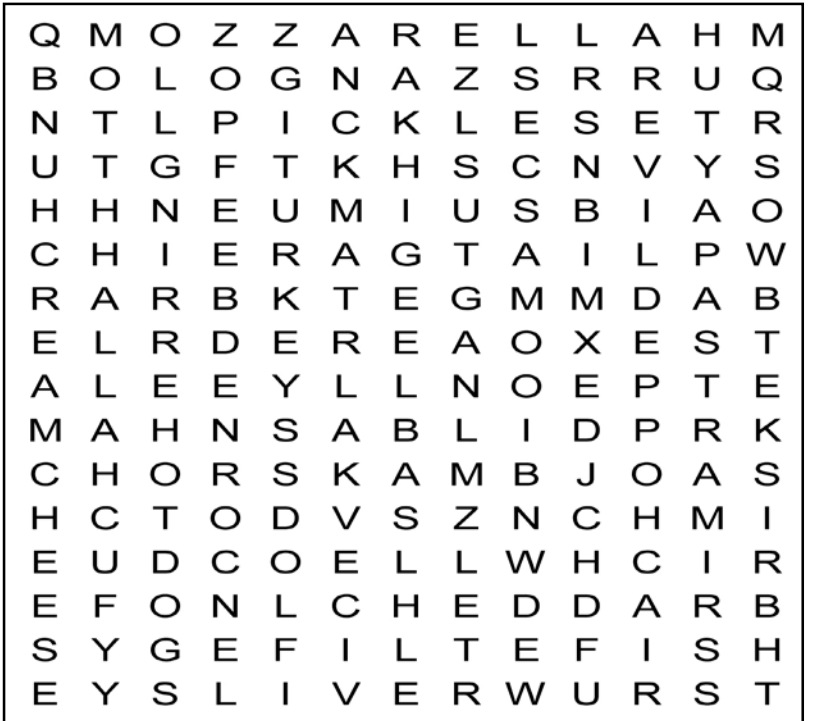 Q M O Z Z A R E L L A H M
B O L O G N A Z S R R U Q
N T L P I C K L E S E T R
U T G F T K H S C N V Y S
H H N E U M I U S B I A O
C H I E R A G T A I L P W
R A R B K T E G M M D A B
E L R D E R E A O X E S T
A L E E Y L L N O E P T E
M A H N S A B L I D P R K
C H O R S K A M B J O A S
H C T O D V S Z N C H M I
E U D C O E L L W H C I R
E F O N L C H E D D A R B
S Y G E F I L T E F I S H
E Y S L I V E R W U R S T